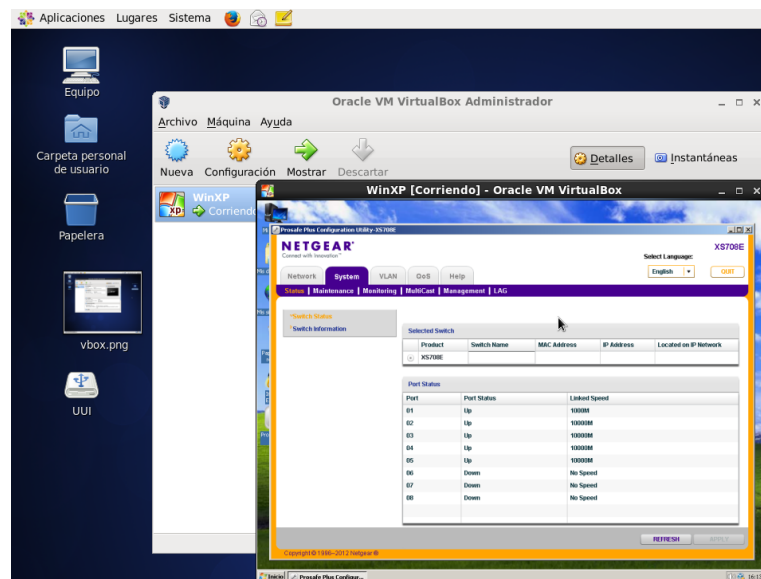 Aplicaciones Lugares Sistema
Equipo
Carpeta personal
de usuario
Papelera
vbox.png
UUI
Oracle VM VirtualBox Administrador
Archivo Máquina Ayuda
Nueva Configuración Mostrar Descartar
Detalles Instantáneas
WinXP
Corriendo
WinXP [Corriendo] - Oracle VM VirtualBox
Prosafe Plus Configuration Utility-XS708E
NETGEAR
Connect with Innovation
XS708E
Select Language:
English
QUIT
Network System VLAN QoS Help
Status | Maintenance | Monitoring | MultiCast | Management | LAG
Switch Status
Switch Information
Selected Switch
Product Switch Name MAC Address IP Address Located on IP Network
XS708E
Port Status
Port Port Status Linked Speed
01 Up 1000M
02 Up 10000M
03 Up 10000M
04 Up 10000M
05 Up 10000M
06 Down No Speed
07 Down No Speed
08 Down No Speed
REFRESH APPLY
Copyright © 1996-2012 Netgear ®
Inicio Prosafe Plus Configur...